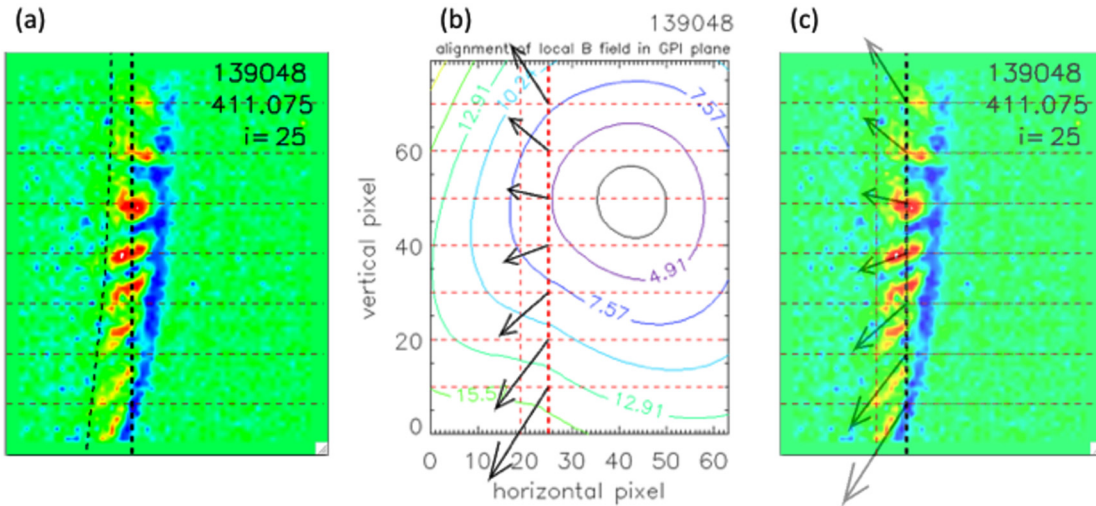 (a)
139048
411.075
i= 25
(b)
139048
alignment of local B field in GPI plane
12.91
10.24
7.57
4.91
7.57
12.91
60
40
20
0
vertical pixel
0 10 20 30 40 50 60
horizontal pixel
(c)
139048
411.075
i= 25